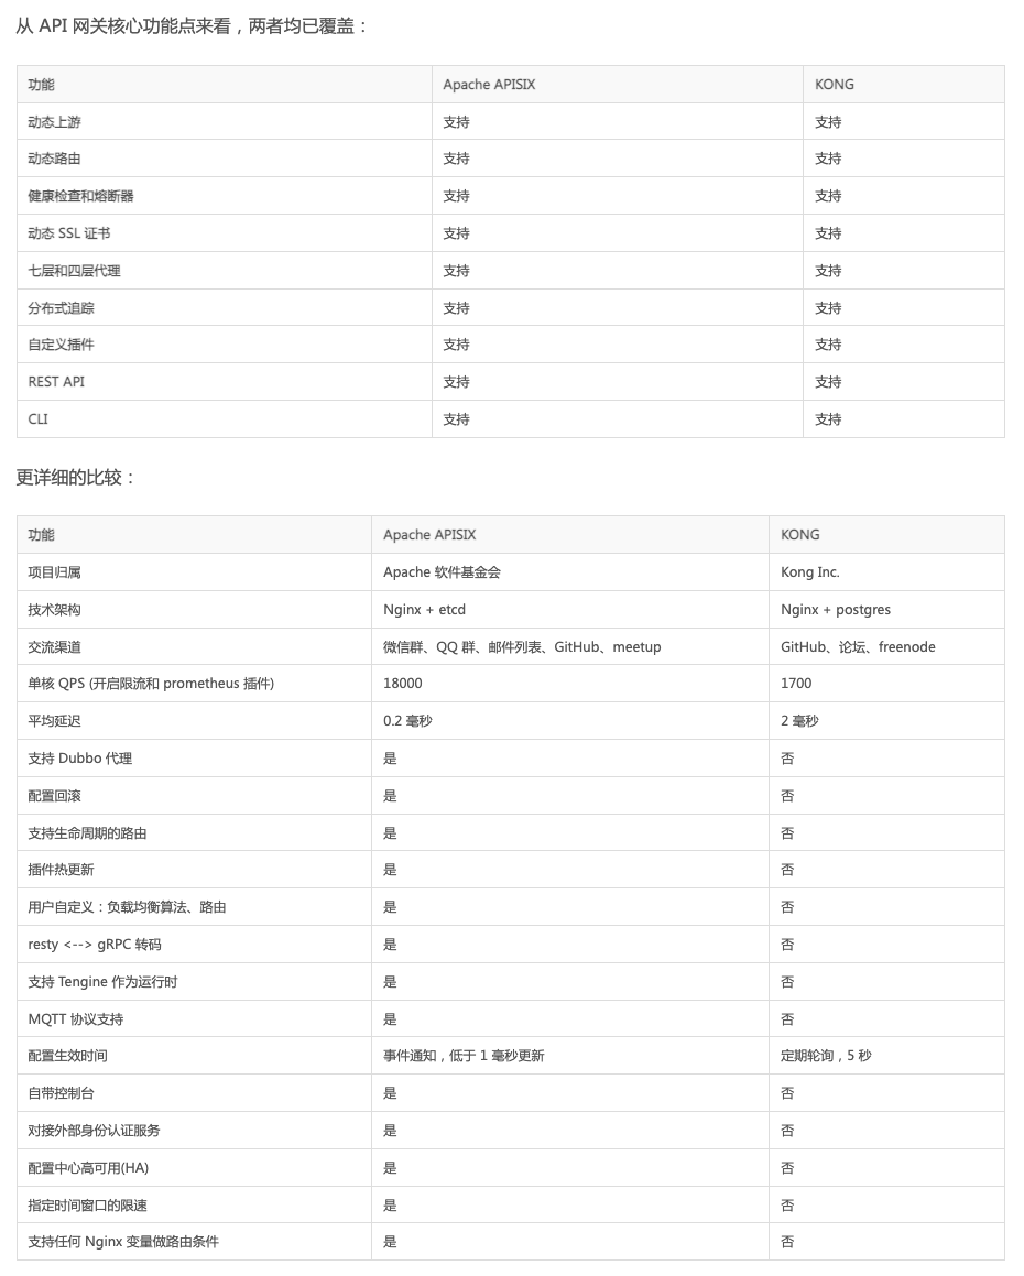 从 API 网关核心功能点来看，两者均已覆盖：
功能 Apache APISIX KONG
动态上游 支持 支持
动态路由 支持 支持
健康检查和熔断器 支持 支持
动态 SSL 证书 支持 支持
七层和四层代理 支持 支持
分布式追踪 支持 支持
自定义插件 支持 支持
REST API 支持 支持
CLI 支持 支持
更详细的比较：
功能 Apache APISIX KONG
项目归属 Apache 软件基金会 Kong Inc.
技术架构 Nginx + etcd Nginx + postgres
交流渠道 微信群、QQ 群、邮件列表、GitHub、meetup GitHub、论坛、freenode
单核 QPS (开启限流和 prometheus 插件) 18000 1700
平均延迟 0.2 毫秒 2 毫秒
支持 Dubbo 代理 是 否
配置回滚 是 否
支持生命周期的路由 是 否
插件热更新 是 否
用户自定义：负载均衡算法、路由 是 否
resty <--> gRPC 转码 是 否
支持 Tengine 作为运行时 是 否
MQTT 协议支持 是 否
配置生效时间 事件通知，低于 1 毫秒更新 定期轮询，5 秒
自带控制台 是 否
对接外部身份认证服务 是 否
配置中心高可用(HA) 是 否
指定时间窗口的限速 是 否
支持任何 Nginx 变量做路由条件 是 否